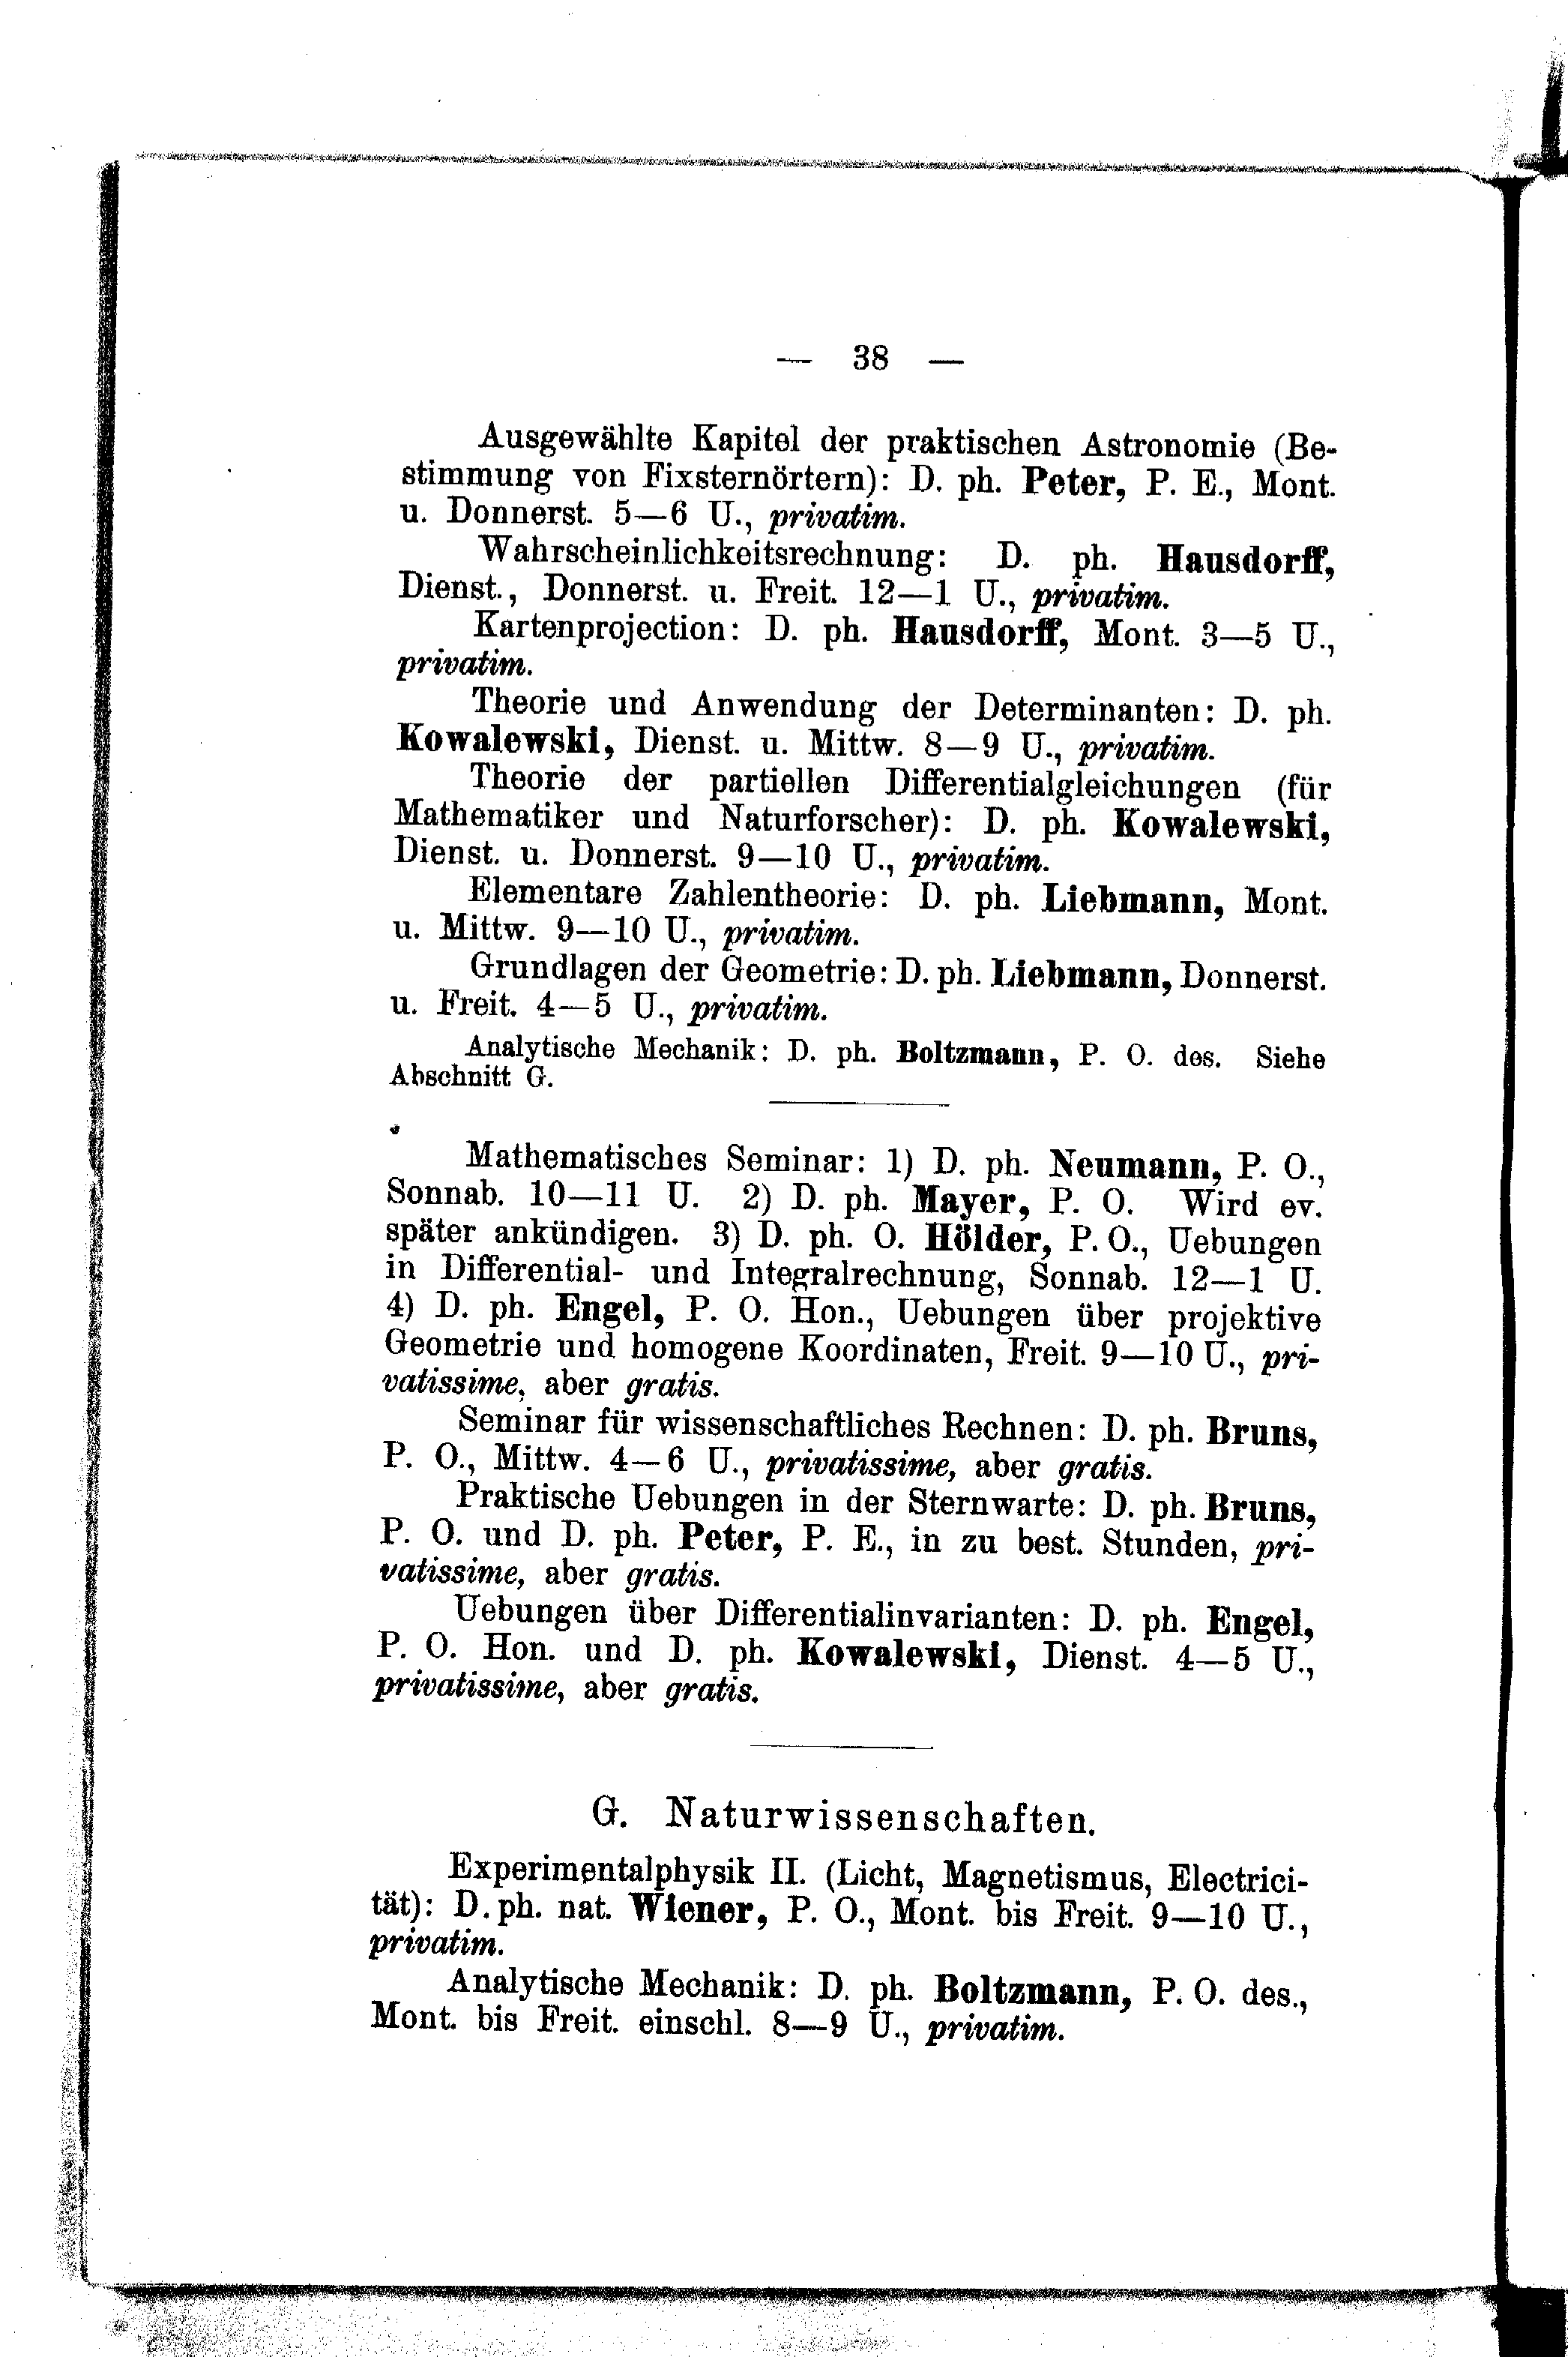 — 38 —
Ausgewählte Kapitel der praktischen Astronomie (Be-
stimmung von Fixsternörtern): D. ph. Peter, P. E., Mont.
u. Donnerst. 5—6 U., privatim.
Wahrscheinlichkeitsrechnung: D. ph. Hausdorff,
Dienst., Donnerst. u. Freit. 12—1 U., privatim.
Kartenprojection: D. ph. Hausdorff, Mont. 3—5 U.,
privatim.
Theorie und Anwendung der Determinanten: D. ph.
Kowalewski, Dienst. u. Mittw. 8—9 U., privatim.
Theorie der partiellen Differentialgleichungen (für
Mathematiker und Naturforscher): D. ph. Kowalewski,
Dienst. u. Donnerst. 9—10 U., privatim.
Elementare Zahlentheorie: D. ph. Liebmann, Mont.
u. Mittw. 9—10 U., privatim.
Grundlagen der Geometrie: D. ph. Liebmann, Donnerst.
u. Freit. 4—5 U., privatim.
Analytische Mechanik: D. ph. Boltzmann, P. O. des. Siehe
Abschnitt G.
Mathematisches Seminar: 1) D. ph. Neumann, P. O.,
Sonnab. 10—11 U. 2) D. ph. Mayer, P. O. Wird ev.
später ankündigen. 3) D. ph. O. Hölder, P. O., Uebungen
in Differential- und Integralrechnung, Sonnab. 12—1 U.
4) D. ph. Engel, P. O. Hon., Uebungen über projektive
Geometrie und homogene Koordinaten, Freit. 9—10 U., pri-
vatissime, aber gratis.
Seminar für wissenschaftliches Rechnen: D. ph. Bruns,
P. O., Mittw. 4—6 U., privatissime, aber gratis.
Praktische Uebungen in der Sternwarte: D. ph. Bruns,
P. O. und D. ph. Peter, P. E., in zu best. Stunden, pri-
vatissime, aber gratis.
Uebungen über Differentialinvarianten: D. ph. Engel,
P. O. Hon. und D. ph. Kowalewski, Dienst. 4—5 U.,
privatissime, aber gratis.
G. Naturwissenschaften.
Experimentalphysik II. (Licht, Magnetismus, Electrici-
tät): D. ph. nat. Wiener, P. O., Mont. bis Freit. 9—10 U.,
privatim.
Analytische Mechanik: D. ph. Boltzmann, P. O. des.,
Mont. bis Freit. einschl. 8—9 U., privatim.